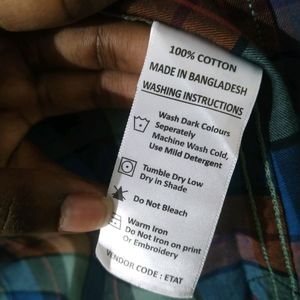 100% COTTON
MADE IN BANGLADESH
WASHING INSTRUCTIONS
Wash Dark Colours
Seperately
Machine Wash Cold,
Use Mild Detergent
Tumble Dry Low
Dry in Shade
Do Not Bleach
Warm iron
Do Not Iron on print
Or Embroidery
VENDOR CODE : ETAY